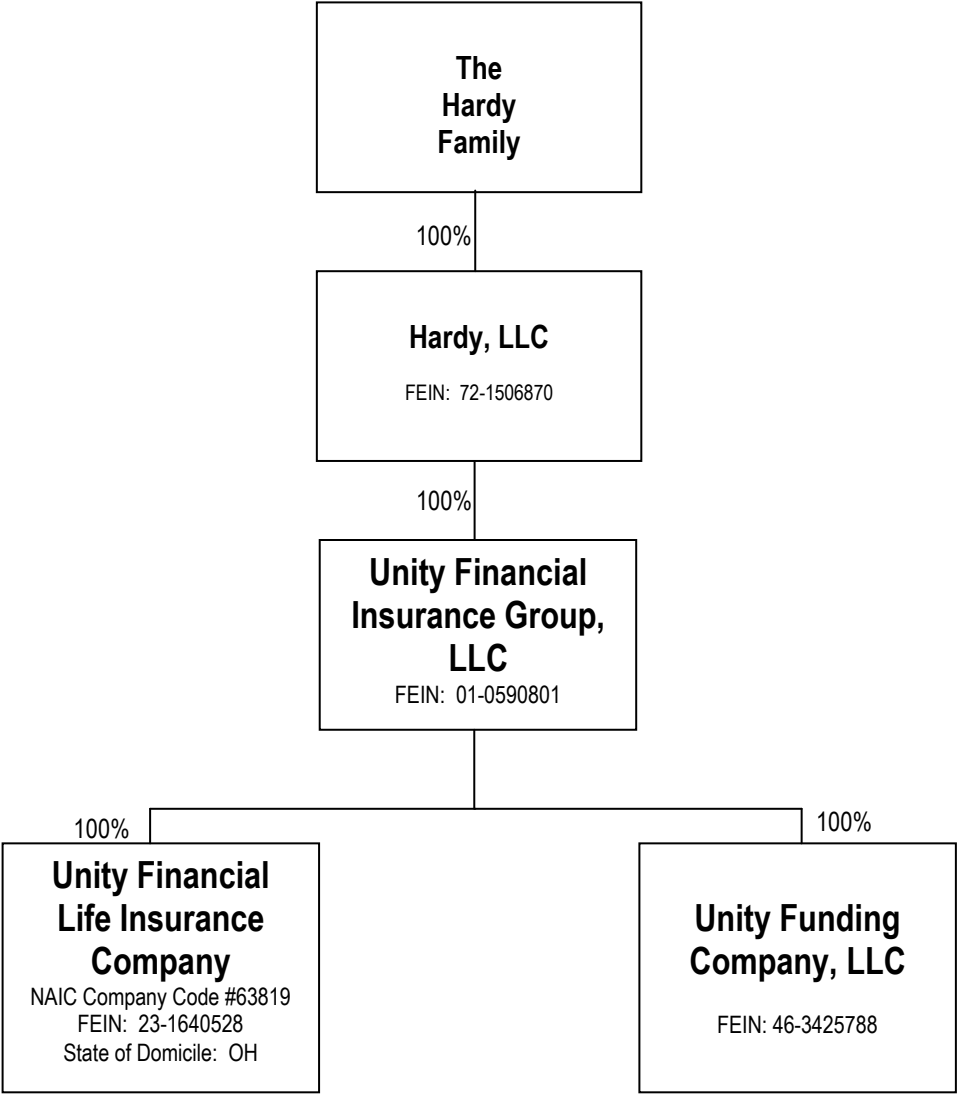 The
Hardy
Family
100%
Hardy, LLC
FEIN: 72-1506870
100%
Unity Financial
Insurance Group,
LLC
FEIN: 01-0590801
100%
100%
Unity Financial
Life Insurance
Company
NAIC Company Code #63819
FEIN: 23-1640528
State of Domicile: OH
Unity Funding
Company, LLC
FEIN: 46-3425788